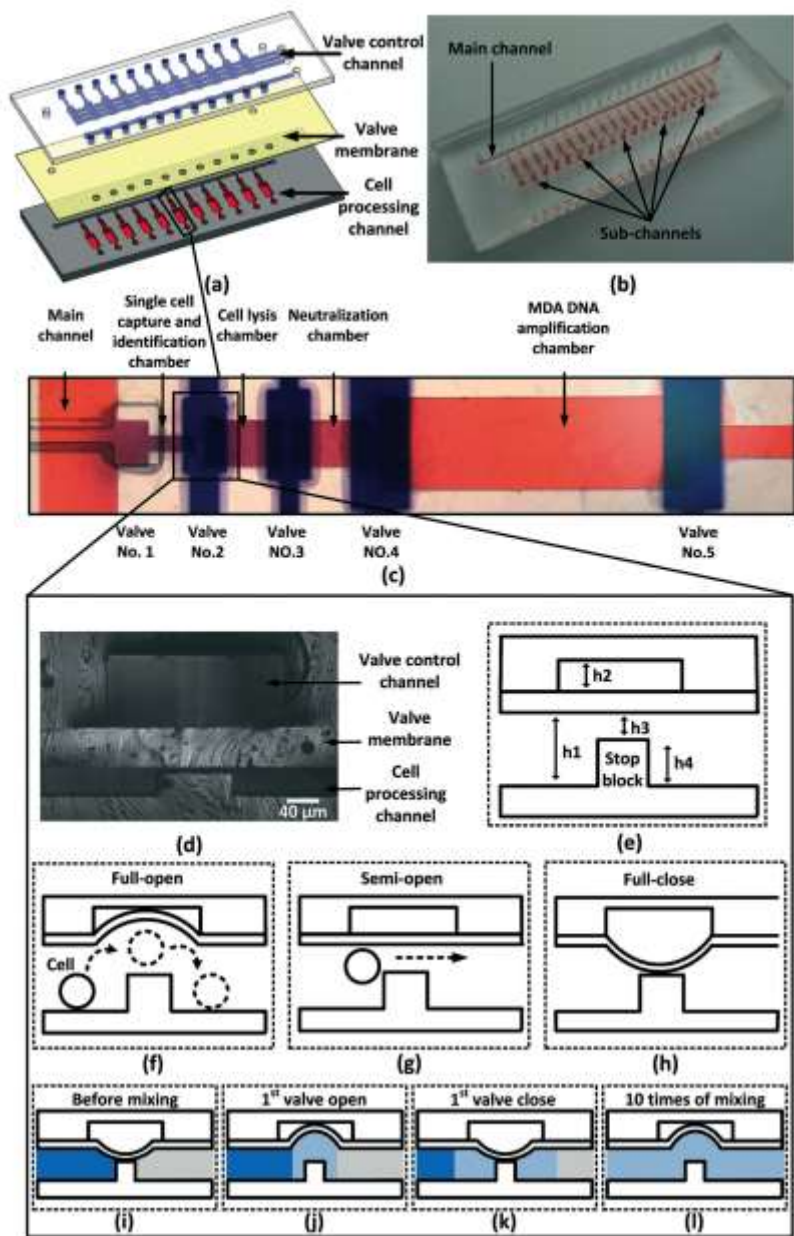 Valve control
channel
Valve
membrane
Cell
processing
channel
(a)
Main channel
Sub-channels
(b)
Main
channel
Single cell
capture and
identification
chamber
Cell lysis
chamber
Neutralization
chamber
MDA DNA
amplification
chamber
Valve
No. 1
Valve
No.2
Valve
NO.3
Valve
NO.4
Valve
No.5
(c)
Valve control
channel
Valve
membrane
Cell
processing
channel
40 μm
(d)
h2
h1
h3
h4
Stop
block
(e)
Full-open
Cell
(f)
Semi-open
(g)
Full-close
(h)
Before mixing
(i)
1st valve open
(j)
1st valve close
(k)
10 times of mixing
(l)